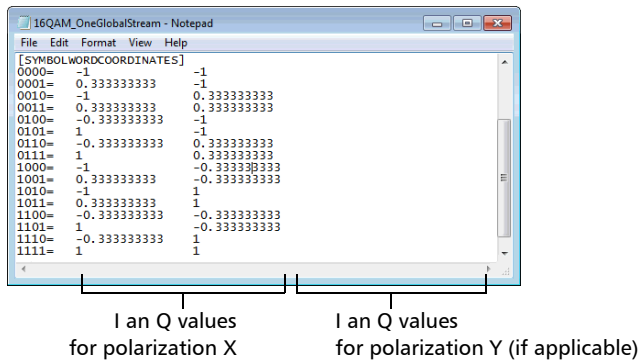 16QAM_OneGlobalStream - Notepad
File Edit Format View Help
[SYMBOLWORDCOORDINATES]
0000= -1 -1
0001= 0.333333333 -1
0010= -1 0.333333333
0011= 0.333333333 0.333333333
0100= -0.333333333 -1
0101= 1 -1
0110= -0.333333333 0.333333333
0111= 1 0.333333333
1000= -1 -0.333333333
1001= 0.333333333 -0.333333333
1010= -1 1
1011= 0.333333333 1
1100= -0.333333333 -0.333333333
1101= 1 -0.333333333
1110= -0.333333333 1
1111= 1 1
I an Q values
for polarization X
I an Q values
for polarization Y (if applicable)